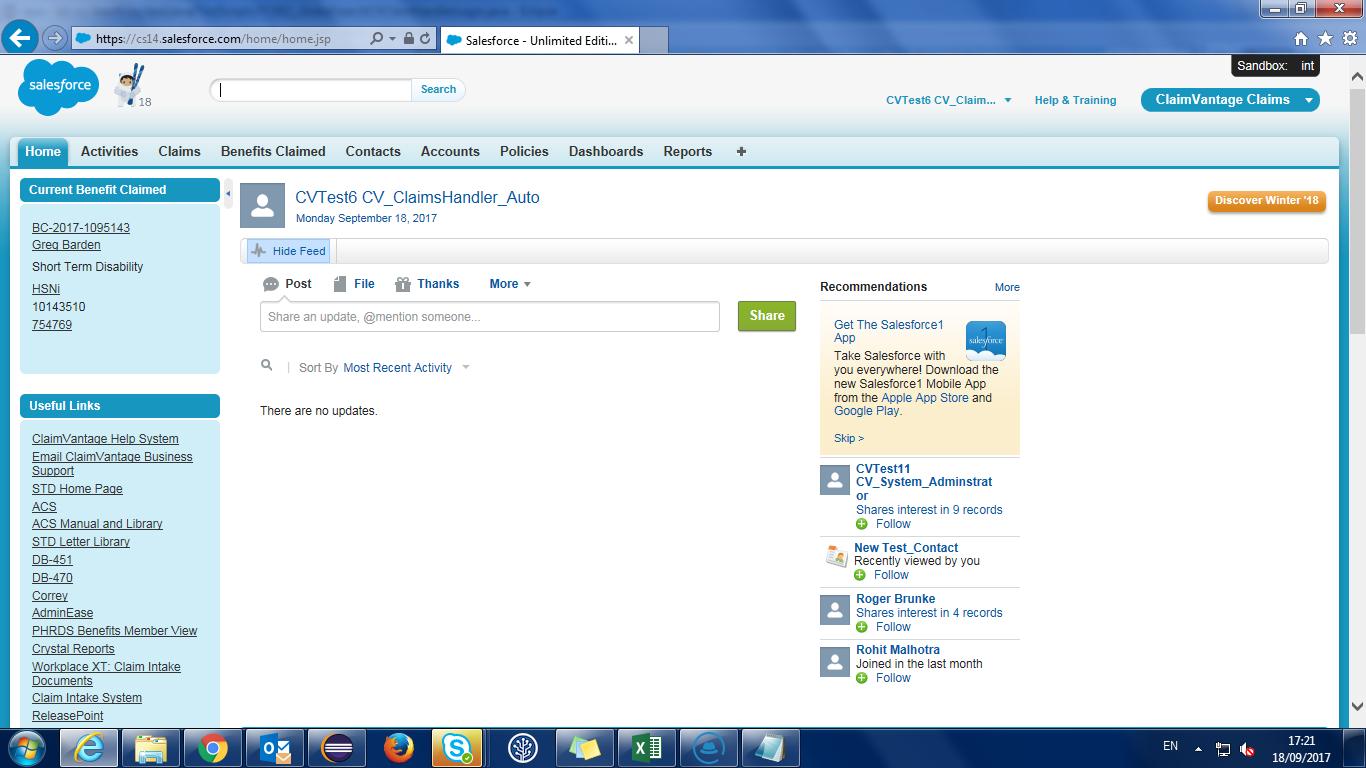 https://cs14.salesforce.com/home/home.jsp
Salesforce - Unlimited Editi...
Sandbox: int
salesforce
18
Search
CVTest6 CV_Claim...
Help & Training
ClaimVantage Claims
Home
Activities
Claims
Benefits Claimed
Contacts
Accounts
Policies
Dashboards
Reports
+
Current Benefit Claimed
BC-2017-1095143
Greg Barden
Short Term Disability
HSNi
10143510
754769
Useful Links
ClaimVantage Help System
Email ClaimVantage Business
Support
STD Home Page
ACS
ACS Manual and Library
STD Letter Library
DB-451
DB-470
Correy
AdminEase
PHRDS Benefits Member View
Crystal Reports
Workplace XT: Claim Intake
Documents
Claim Intake System
ReleasePoint
CVTest6 CV_ClaimsHandler_Auto
Monday September 18, 2017
Discover Winter '18
Hide Feed
Post
File
Thanks
More
Share an update, @mention someone...
Share
Sort By Most Recent Activity
There are no updates.
Recommendations
More
Get The Salesforce1
App
1
salesforce
Take Salesforce with
you everywhere! Download the
new Salesforce1 Mobile App
from the Apple App Store and
Google Play.
Skip >
CVTest11
CV_System_Adminstrat
or
Shares interest in 9 records
Follow
New Test_Contact
Recently viewed by you
Follow
Roger Brunke
Shares interest in 4 records
Follow
Rohit Malhotra
Joined in the last month
Follow
EN
17:21
18/09/2017